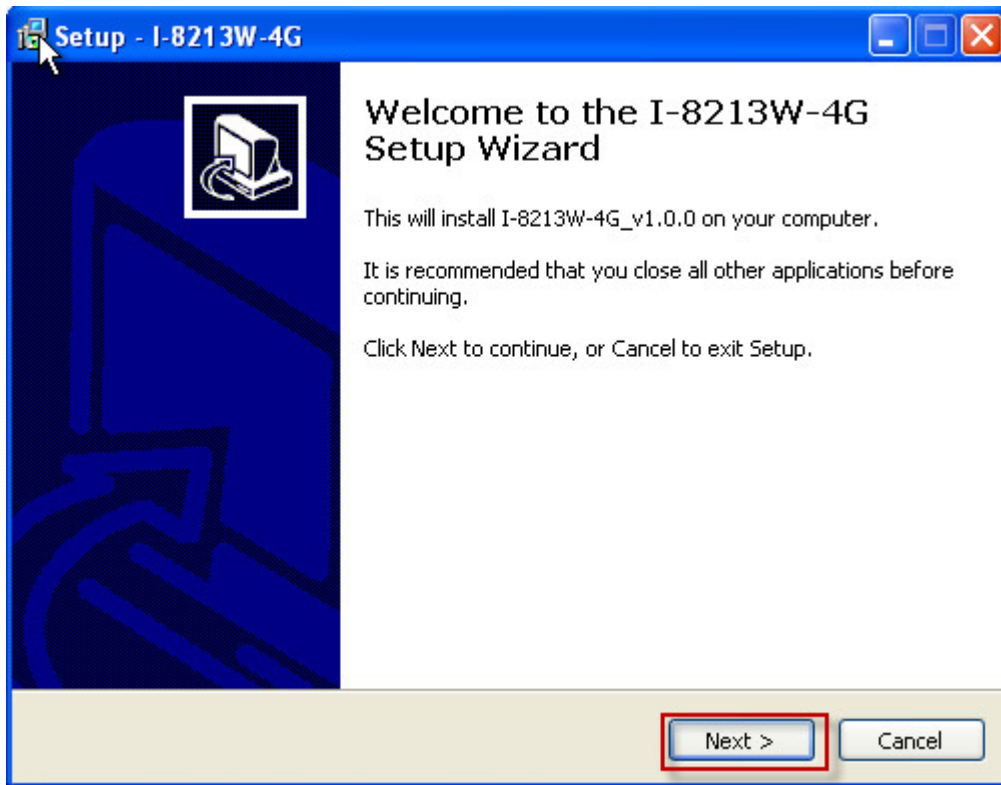 Setup - I-8213W-4G
Welcome to the I-8213W-4G
Setup Wizard
This will install I-8213W-4G_v1.0.0 on your computer.
It is recommended that you close all other applications before
continuing.
Click Next to continue, or Cancel to exit Setup.
Next >
Cancel